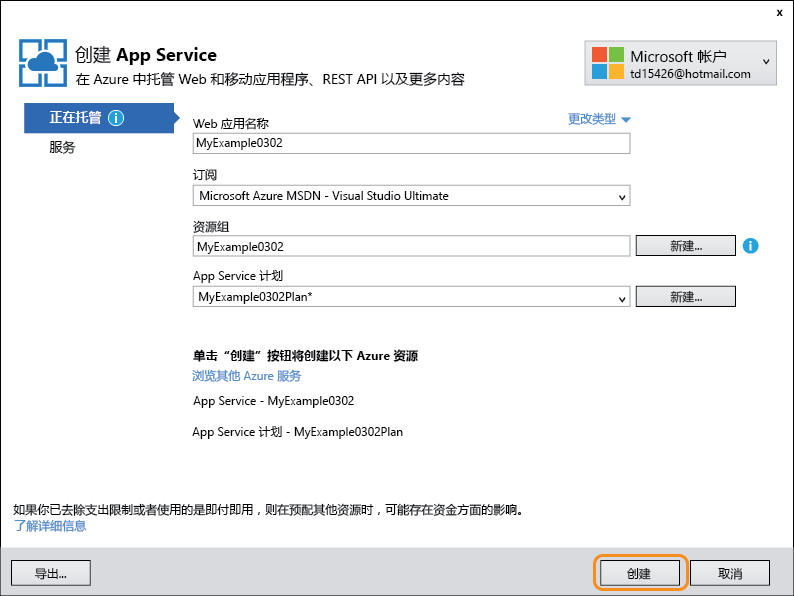 x
创建 App Service
在 Azure 中托管 Web 和移动应用程序、REST API 以及更多内容
Microsoft 帐户
td15426@hotmail.com
正在托管 i
服务
Web 应用名称
更改类型
MyExample0302
订阅
Microsoft Azure MSDN - Visual Studio Ultimate
资源组
MyExample0302
新建... i
App Service 计划
MyExample0302Plan*
新建...
单击“创建”按钮将创建以下 Azure 资源
浏览其他 Azure 服务
App Service - MyExample0302
App Service 计划 - MyExample0302Plan
如果你已去除支出限制或者使用的是即付即用，则在预配其他资源时，可能存在资金方面的影响。
了解详细信息
导出...
创建
取消